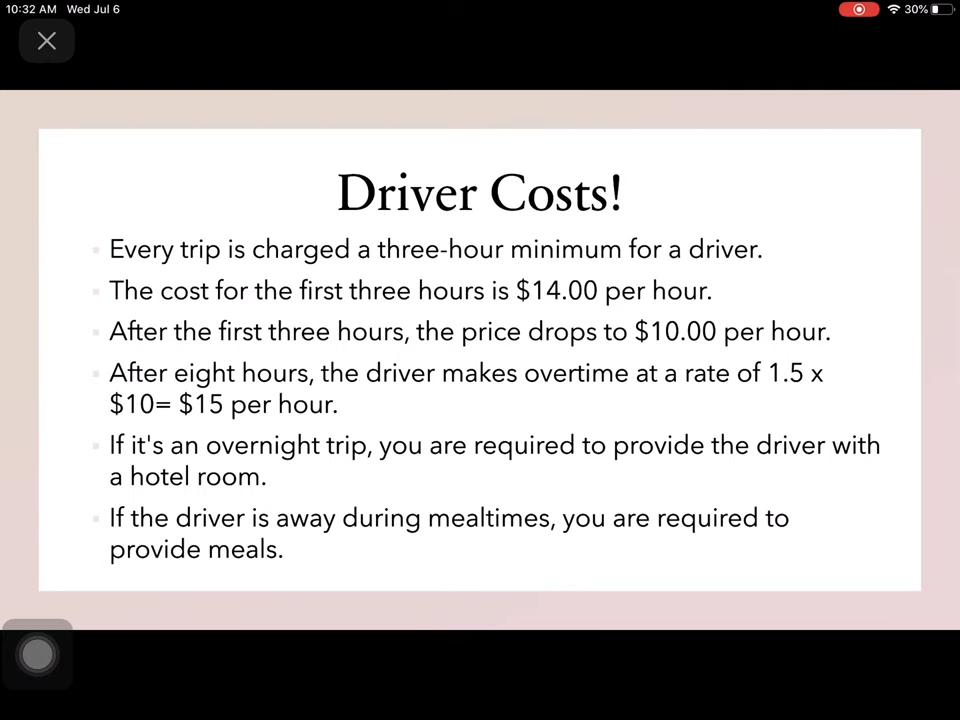 10:32 AM Wed Jul 6
30%
Driver Costs!
Every trip is charged a three-hour minimum for a driver.
The cost for the first three hours is $14.00 per hour.
After the first three hours, the price drops to $10.00 per hour.
After eight hours, the driver makes overtime at a rate of 1.5 x
$10= $15 per hour.
If it's an overnight trip, you are required to provide the driver with
a hotel room.
If the driver is away during mealtimes, you are required to
provide meals.